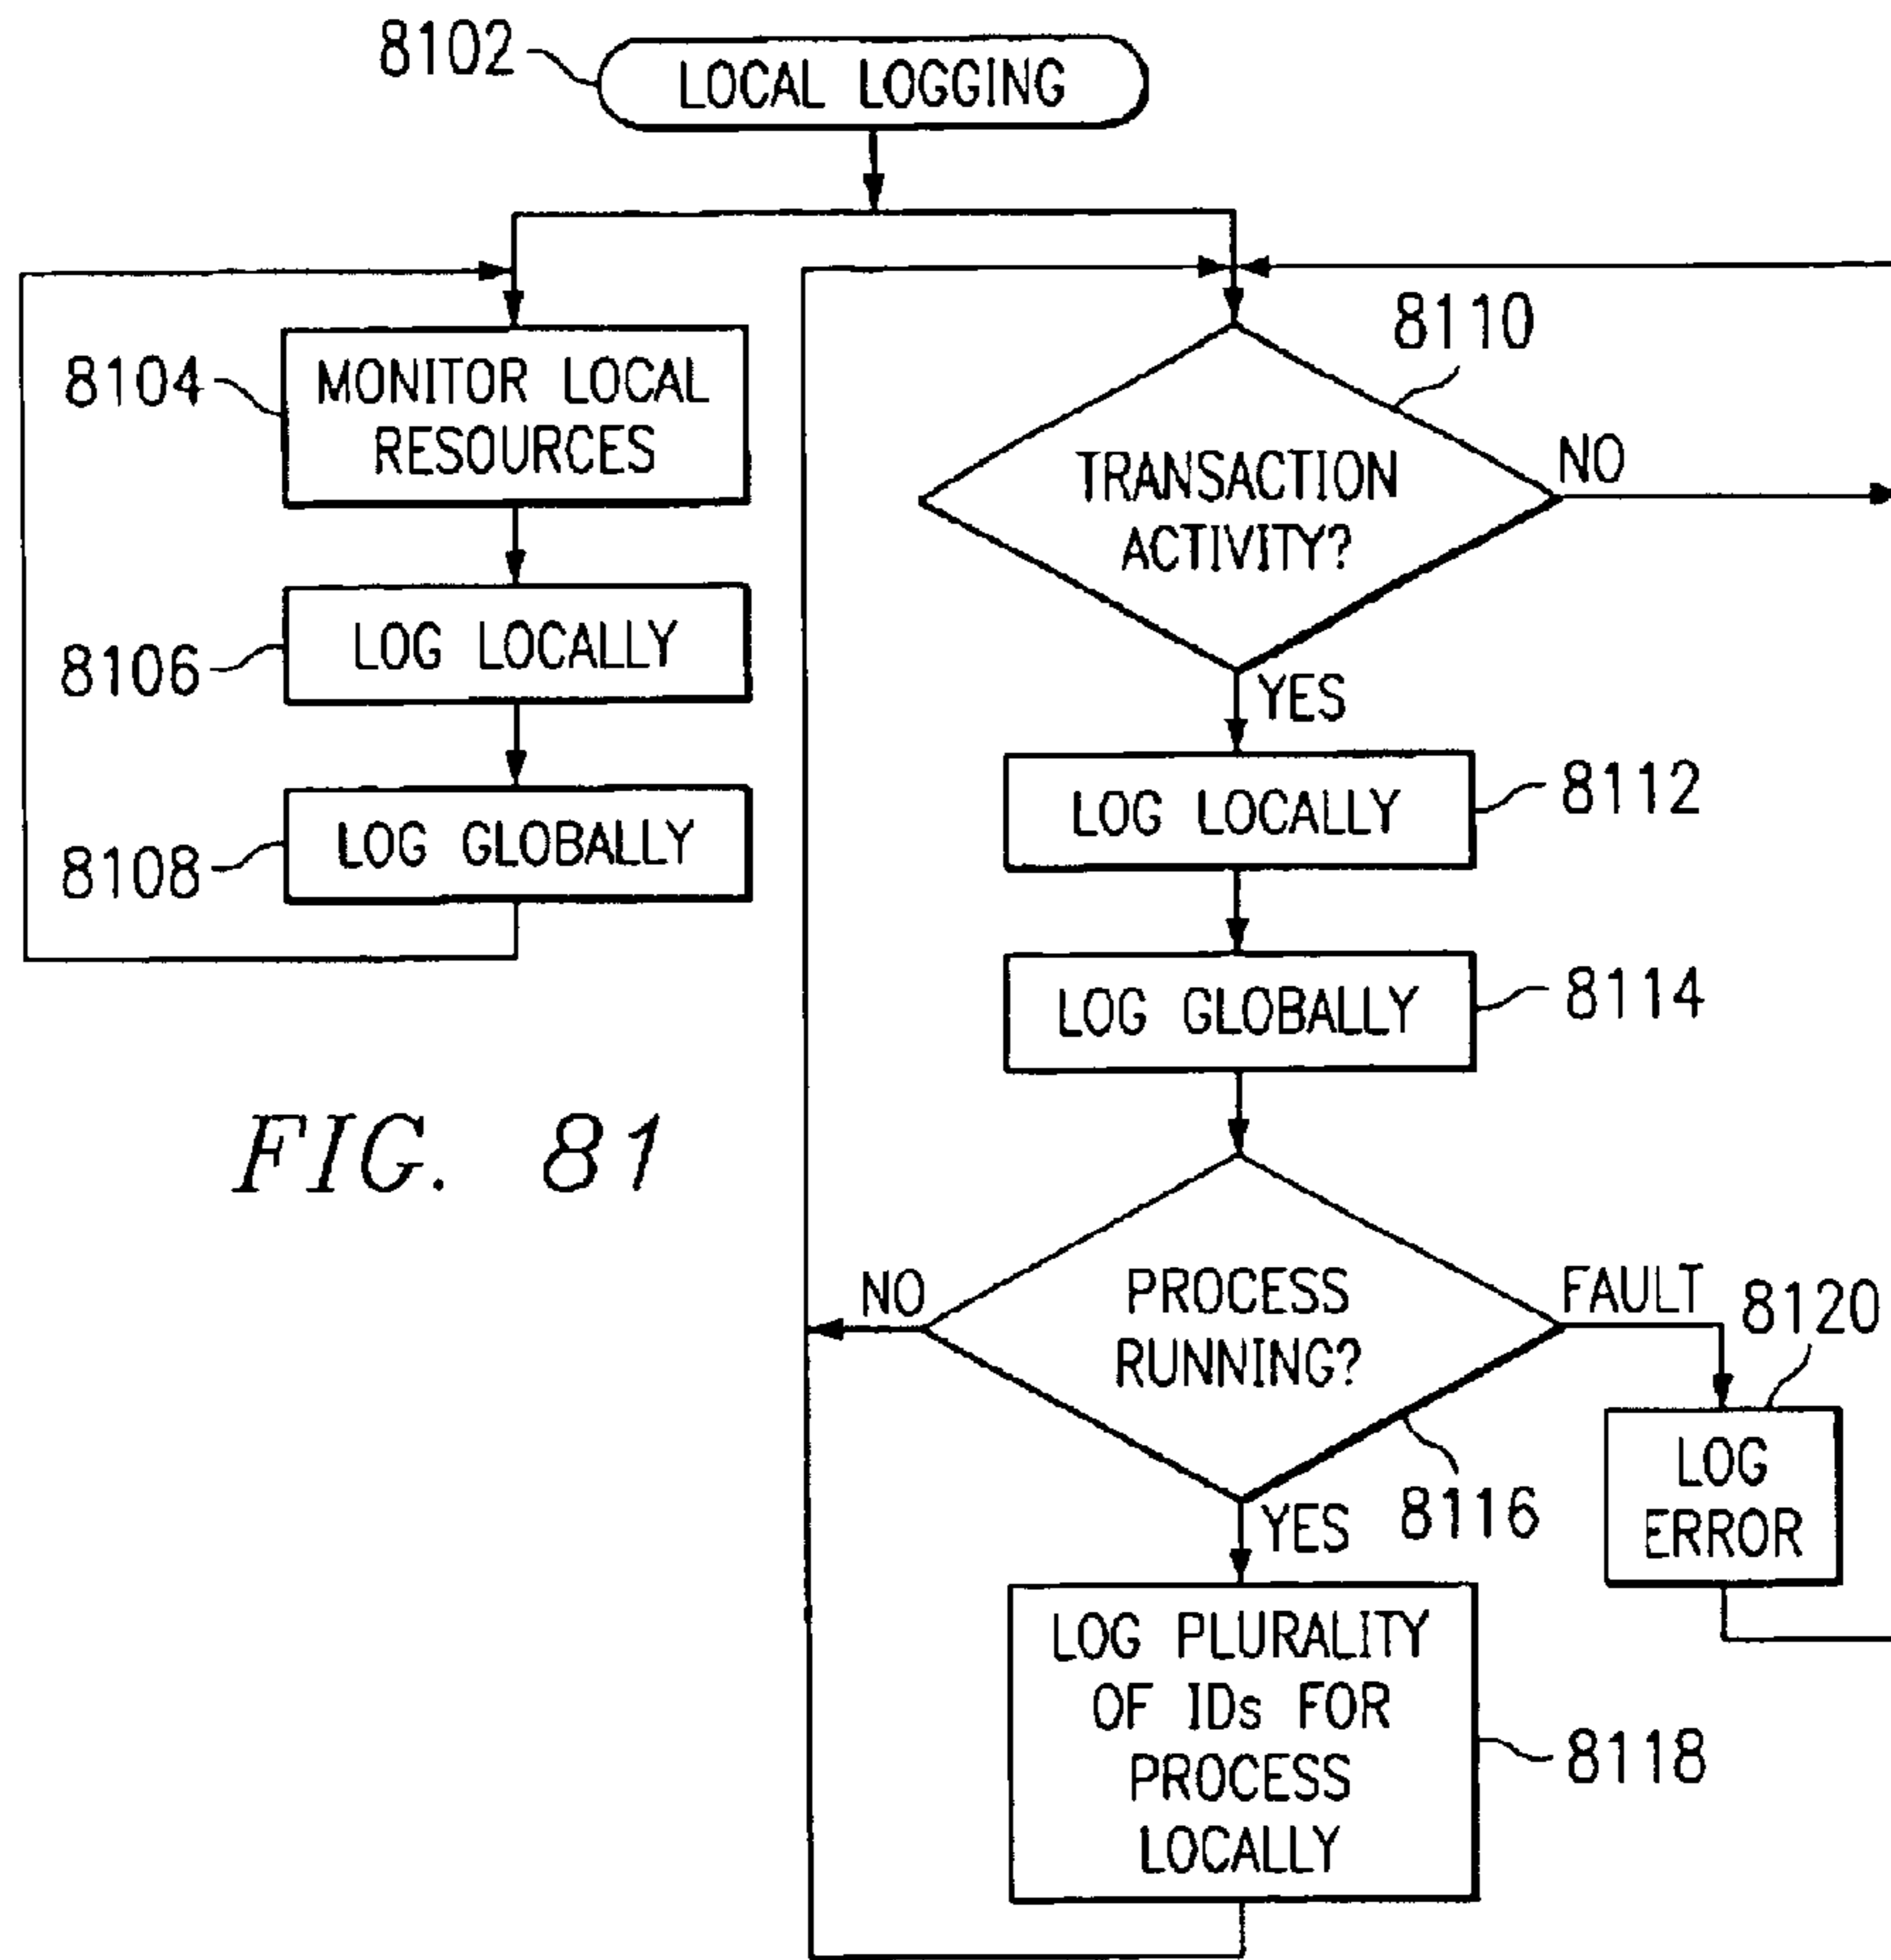 8102
LOCAL LOGGING
8104
MONITOR LOCAL
RESOURCES
8106
LOG LOCALLY
8108
LOG GLOBALLY
8110
TRANSACTION
ACTIVITY?
NO
YES
LOG LOCALLY
8112
LOG GLOBALLY
8114
FIG. 81
NO
PROCESS
RUNNING?
FAULT
8120
LOG
ERROR
8116
YES
LOG PLURALITY
OF IDs FOR
PROCESS
LOCALLY
8118